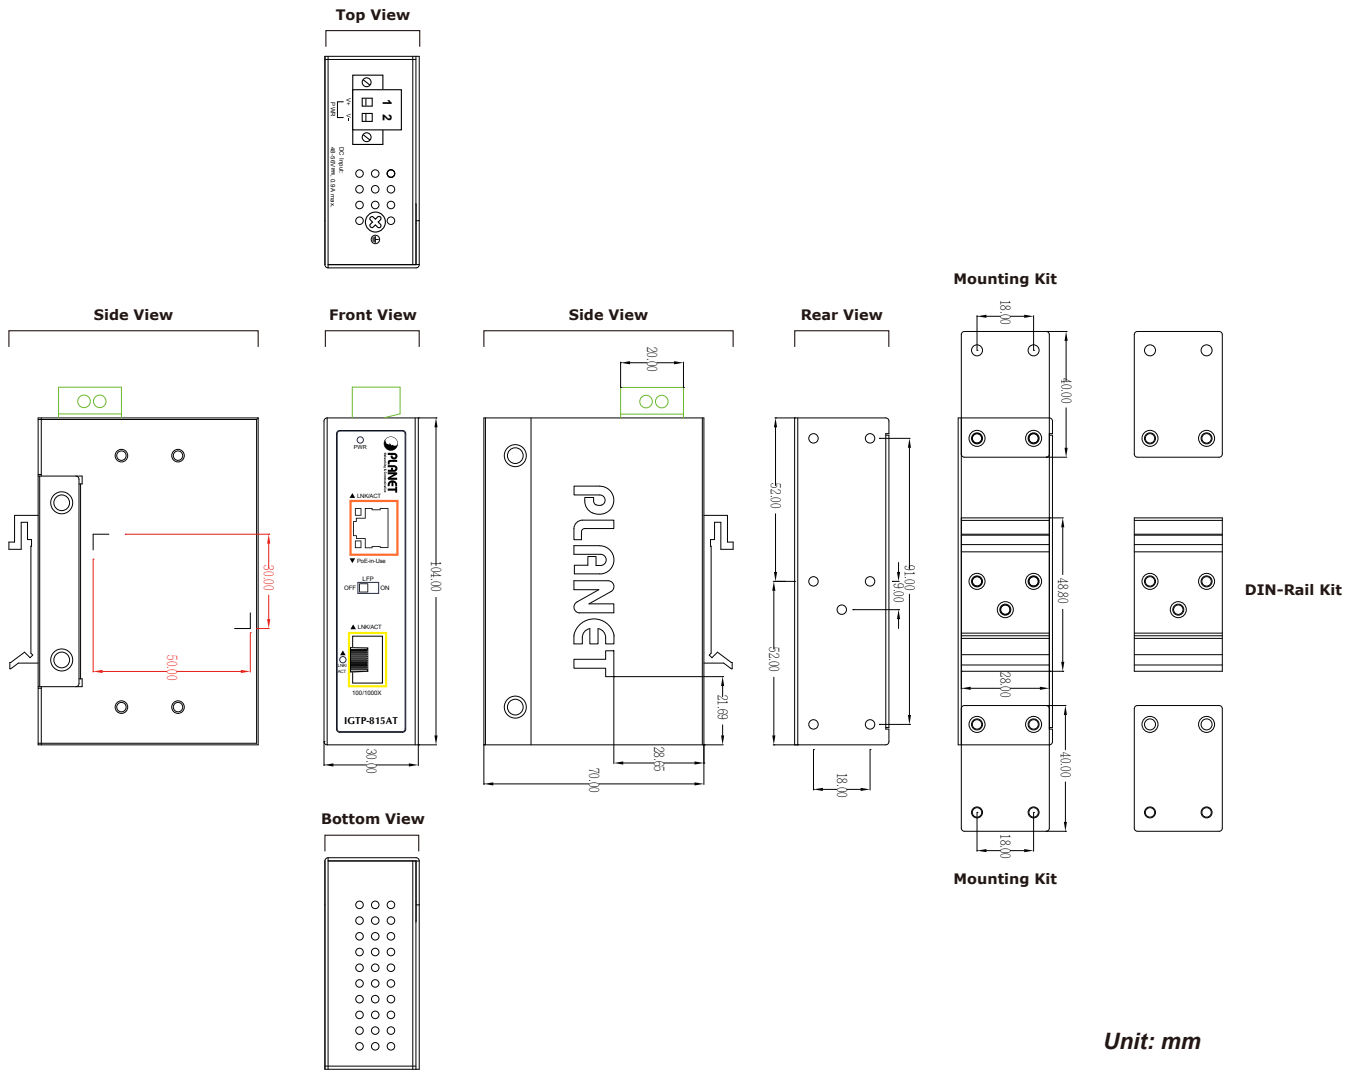 Top View
1
2
V+
V-
PWR
DC Input:
48-56V⎓, 0.9A max.
Mounting Kit
18.00
Side View
Front View
Side View
Rear View
20.00
40.00
PWR
PLANET
LNK/ACT
PoE-in-Use
LFP
OFF
ON
LNK/ACT
LNK/
ACT
100/1000X
IGTP-815AT
104.00
30.00
30.00
50.00
PLANET
21.69
28.65
70.00
52.00
52.00
91.00
9.00
18.00
48.80
28.00
DIN-Rail Kit
40.00
18.00
Mounting Kit
Bottom View
Unit: mm